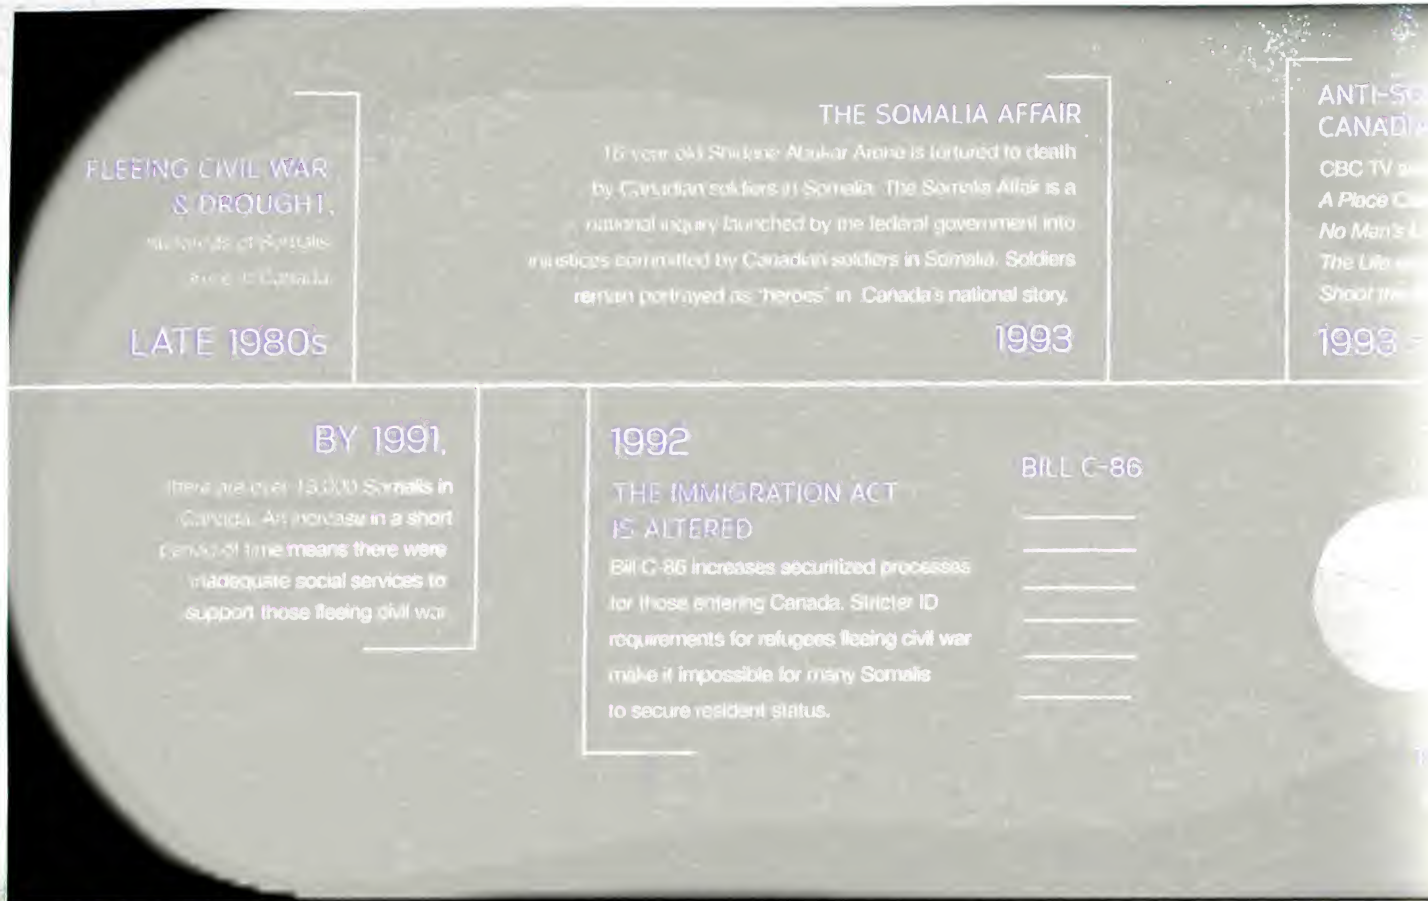 FLEEING CIVIL WAR
& DROUGHT,
of Somalis
Canada
LATE 1980s
BY 1991,
there are over 13,000 Somalis in
Canada. An increase in a short
period of time means there were
inadequate social services to
support those fleeing civil war
1992
THE IMMIGRATION ACT
IS ALTERED
Bill C-86 increases securitized processes
for those entering Canada. Stricter ID
requirements for refugees fleeing civil war
make it impossible for many Somalis
to secure resident status.
BILL C-86
THE SOMALIA AFFAIR
16 year old Shidane Abukar Arone is tortured to death
by Canadian soldiers in Somalia. The Somalia Affair is a
national inquiry launched by the federal government into
injustices committed by Canadian soldiers in Somalia. Soldiers
remain portrayed as "heroes" in Canada's national story.
1993
ANTI-
CANADI
CBC TV
A Place
No Man's
The Life
Shoot the
1993